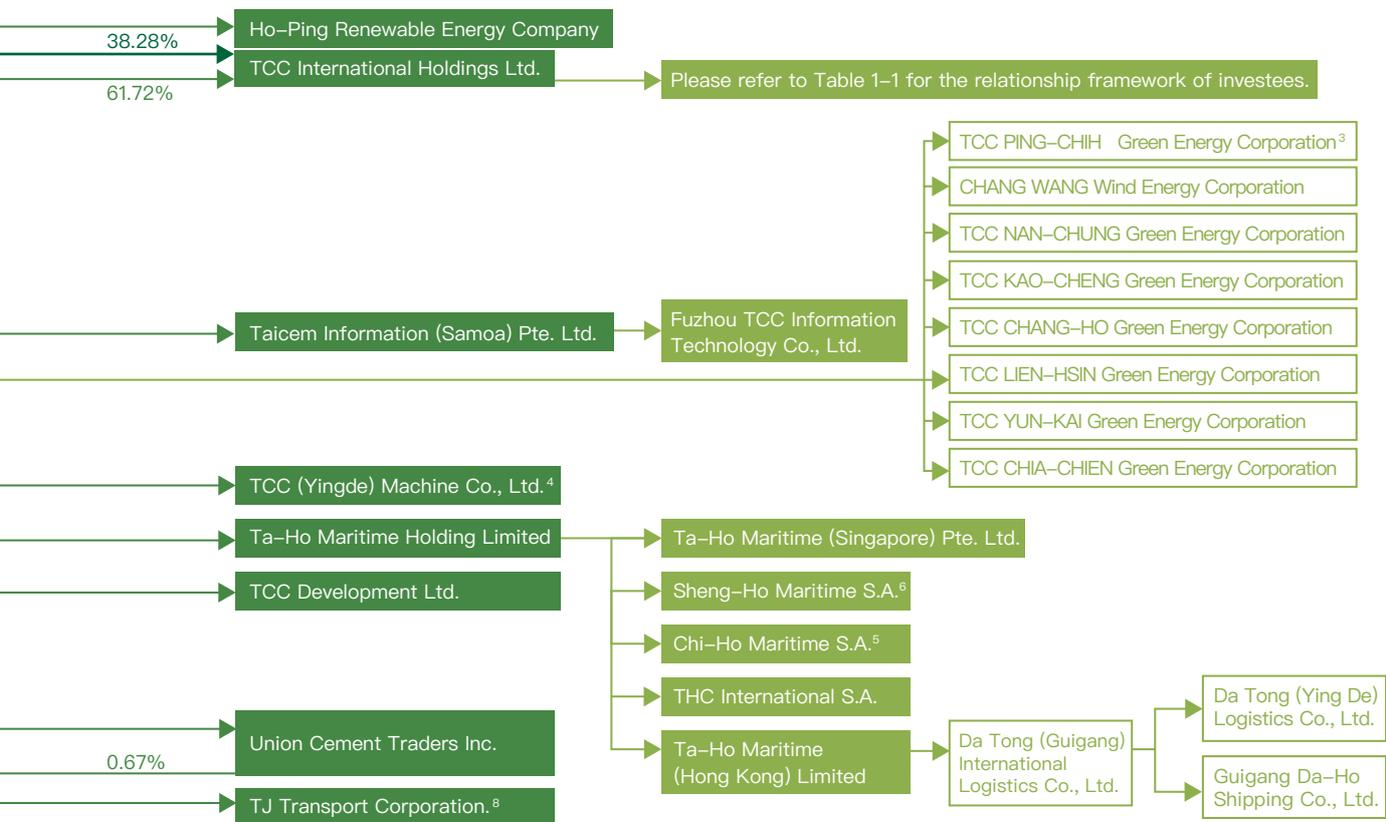 Ho–Ping Renewable Energy Company
38.28%
TCC International Holdings Ltd.
61.72%
Please refer to Table 1–1 for the relationship framework of investees.
TCC PING–CHIH Green Energy Corporation³
CHANG WANG Wind Energy Corporation
TCC NAN–CHUNG Green Energy Corporation
TCC KAO–CHENG Green Energy Corporation
TCC CHANG–HO Green Energy Corporation
TCC LIEN–HSIN Green Energy Corporation
TCC YUN–KAI Green Energy Corporation
TCC CHIA–CHIEN Green Energy Corporation
Taicem Information (Samoa) Pte. Ltd.
Fuzhou TCC Information
Technology Co., Ltd.
TCC (Yingde) Machine Co., Ltd.⁴
Ta–Ho Maritime Holding Limited
TCC Development Ltd.
Ta–Ho Maritime (Singapore) Pte. Ltd.
Sheng–Ho Maritime S.A.⁶
Chi–Ho Maritime S.A.⁵
THC International S.A.
Ta–Ho Maritime
(Hong Kong) Limited
Da Tong (Guigang)
International
Logistics Co., Ltd.
Da Tong (Ying De)
Logistics Co., Ltd.
Guigang Da–Ho
Shipping Co., Ltd.
Union Cement Traders Inc.
0.67%
TJ Transport Corporation.⁸